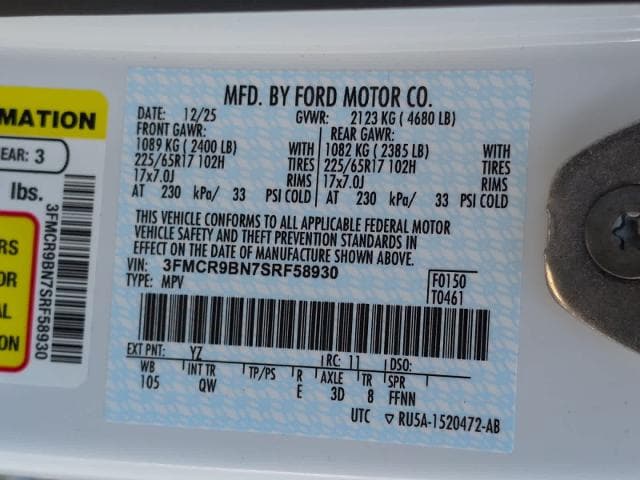 MFD. BY FORD MOTOR CO.
DATE: 12/25 GVWR: 2123 KG ( 4680 LB)
FRONT GAWR: REAR GAWR:
1089 KG ( 2400 LB) WITH 1082 KG ( 2385 LB) WITH
225/65R17 102H TIRES 225/65R17 102H TIRES
17x7.0J RIMS 17x7.0J RIMS
AT 230 kPa/ 33 PSI COLD AT 230 kPa/ 33 PSI COLD
THIS VEHICLE CONFORMS TO ALL APPLICABLE FEDERAL MOTOR
VEHICLE SAFETY AND THEFT PREVENTION STANDARDS IN
EFFECT ON THE DATE OF MANUFACTURE SHOWN ABOVE.
VIN: 3FMCR9BN7SRF58930 F0150
TYPE: MPV T0461
EXT PNT: YZ RC: 11 DSO:
WB INT TR TP/PS R AXLE TR SPR
105 QW E 3D 8 FFNN
UTC ▽ RU5A-1520472-AB
MATION
EAR: 3
lbs.
3FMCR9BN7SRF58930
RS
OR
AL
ON